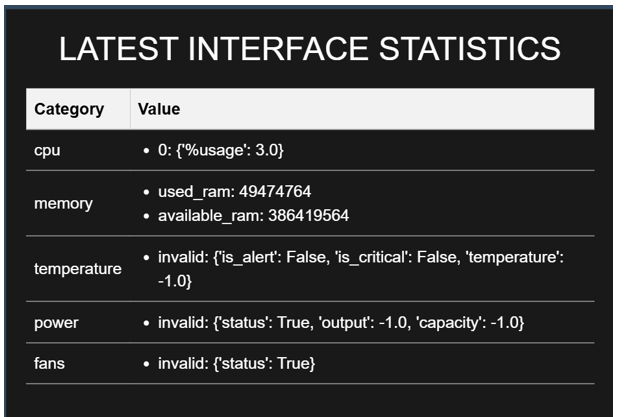 LATEST INTERFACE STATISTICS
Category Value
cpu • 0: {'%usage': 3.0}
memory • used_ram: 49474764
• available_ram: 386419564
temperature • invalid: {'is_alert': False, 'is_critical': False, 'temperature':
-1.0}
power • invalid: {'status': True, 'output': -1.0, 'capacity': -1.0}
fans • invalid: {'status': True}